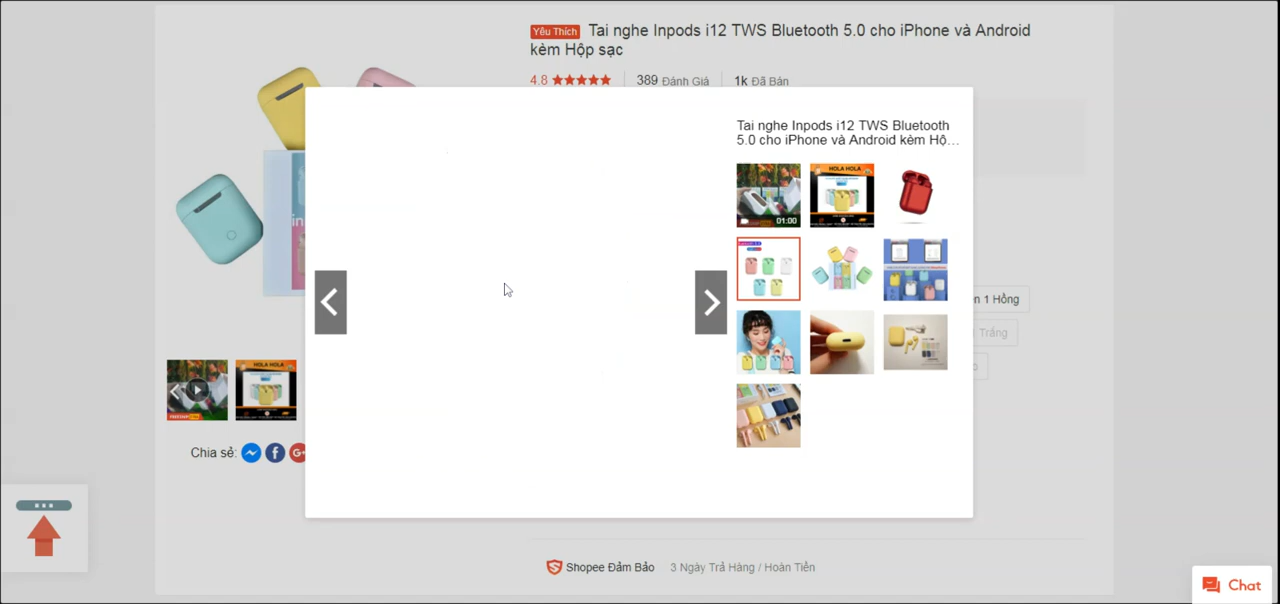 Yêu Thích Tai nghe Inpods i12 TWS Bluetooth 5.0 cho iPhone và Android
kèm Hộp sạc
4.8 389 Đánh Giá 1k Đã Bán
Tai nghe Inpods i12 TWS Bluetooth
5.0 cho iPhone và Android kèm Hộ...
01:00
HOLA HOLA
1 Hồng
Trắng
HOLA HOLA
Chia sẻ:
Shopee Đảm Bảo 3 Ngày Trả Hàng / Hoàn Tiền
Chat